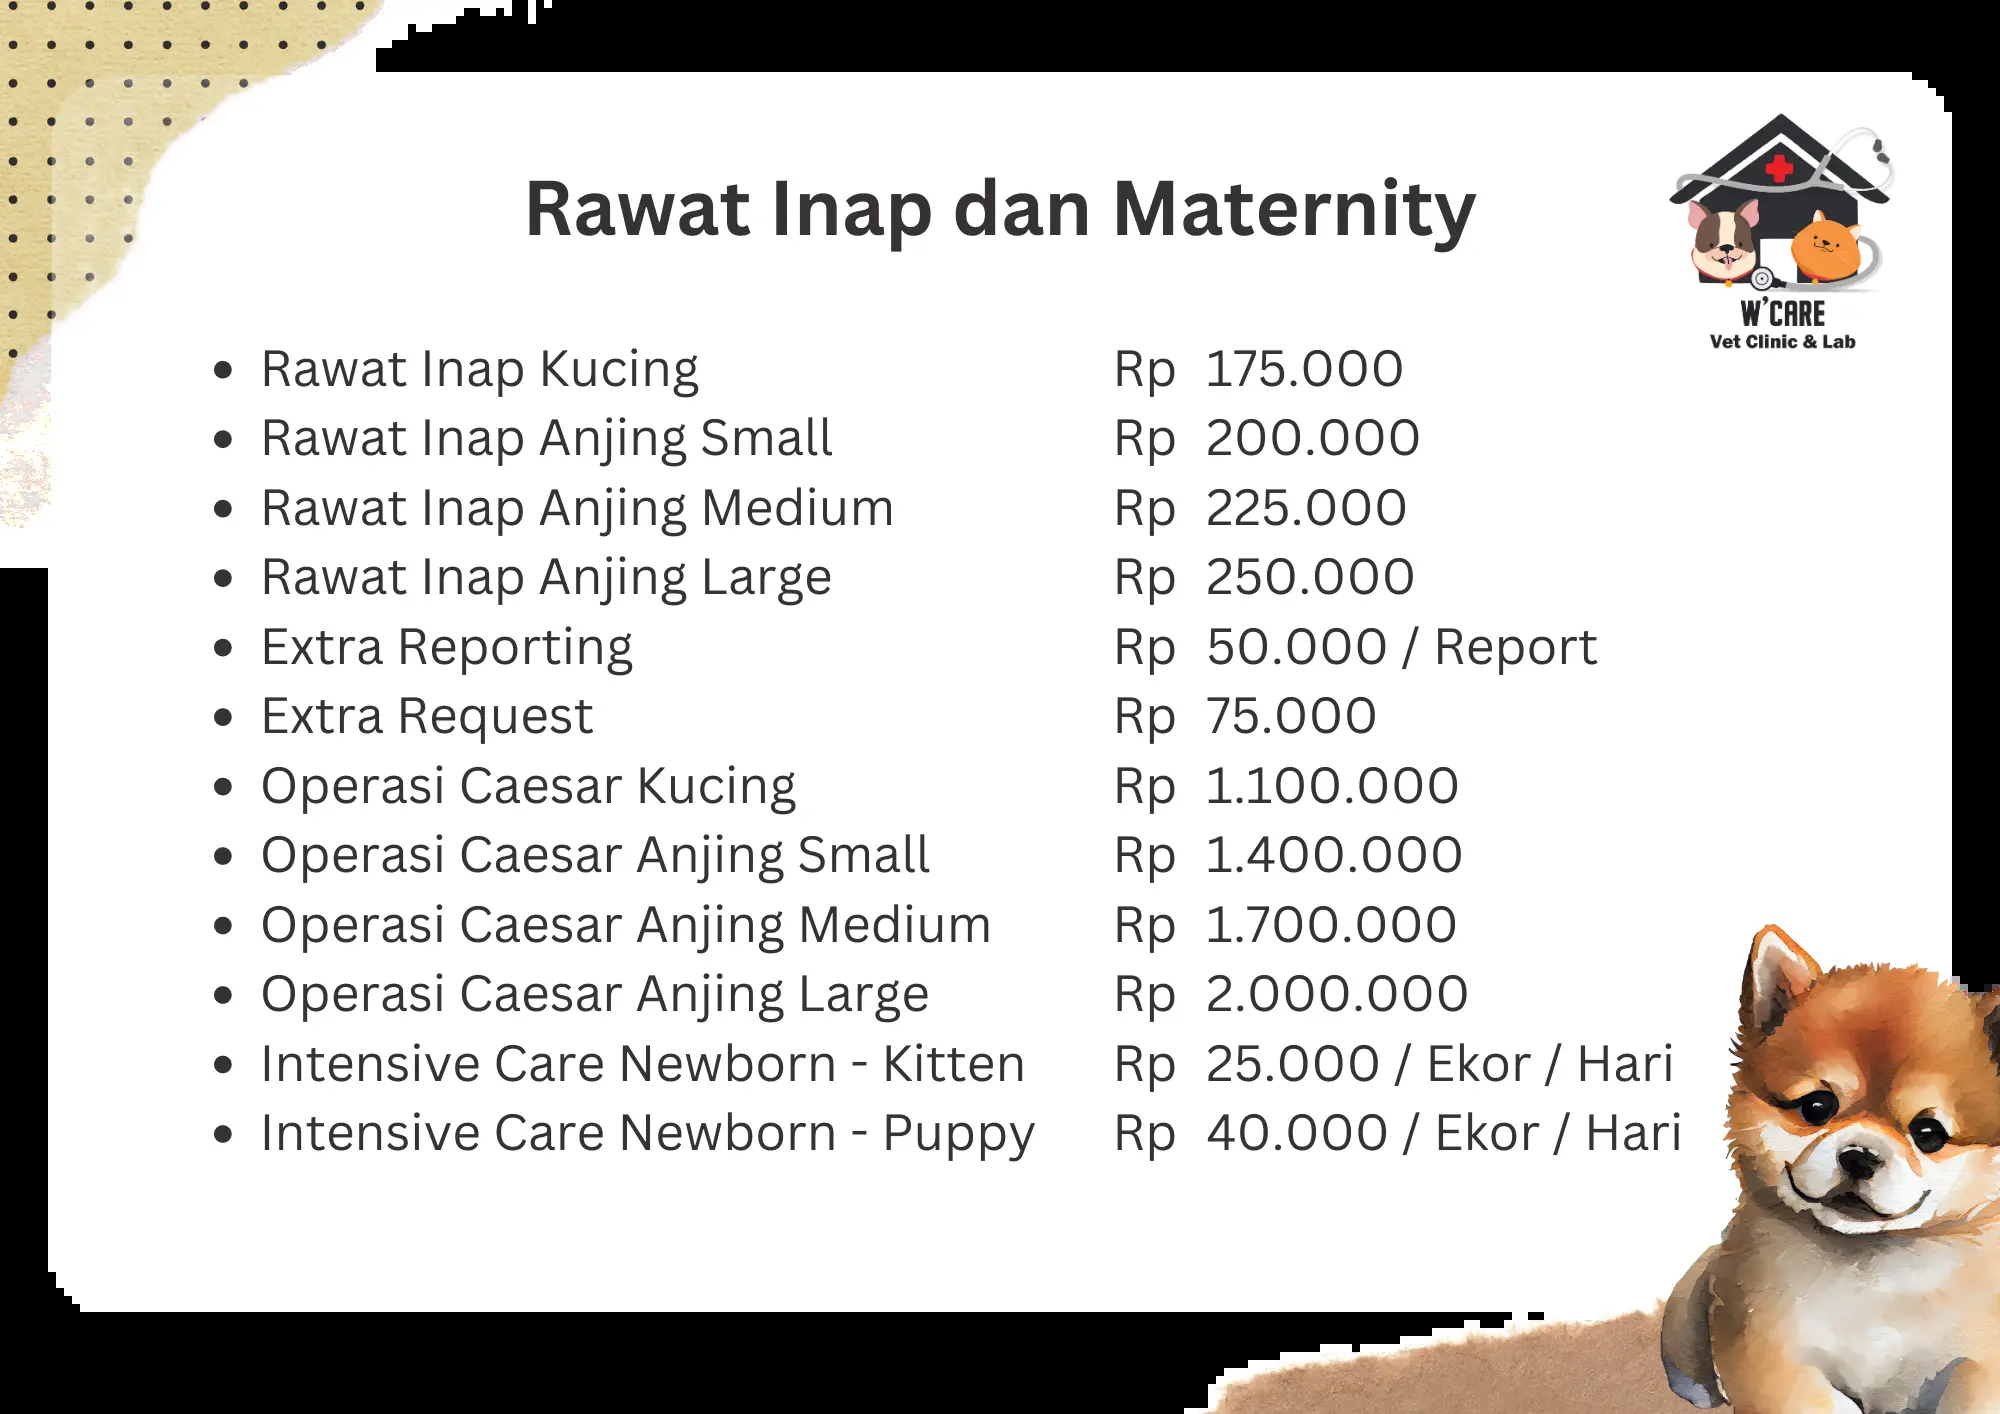 Rawat Inap dan Maternity
W'CARE
Vet Clinic & Lab
• Rawat Inap Kucing Rp 175.000
• Rawat Inap Anjing Small Rp 200.000
• Rawat Inap Anjing Medium Rp 225.000
• Rawat Inap Anjing Large Rp 250.000
• Extra Reporting Rp 50.000 / Report
• Extra Request Rp 75.000
• Operasi Caesar Kucing Rp 1.100.000
• Operasi Caesar Anjing Small Rp 1.400.000
• Operasi Caesar Anjing Medium Rp 1.700.000
• Operasi Caesar Anjing Large Rp 2.000.000
• Intensive Care Newborn - Kitten Rp 25.000 / Ekor / Hari
• Intensive Care Newborn - Puppy Rp 40.000 / Ekor / Hari